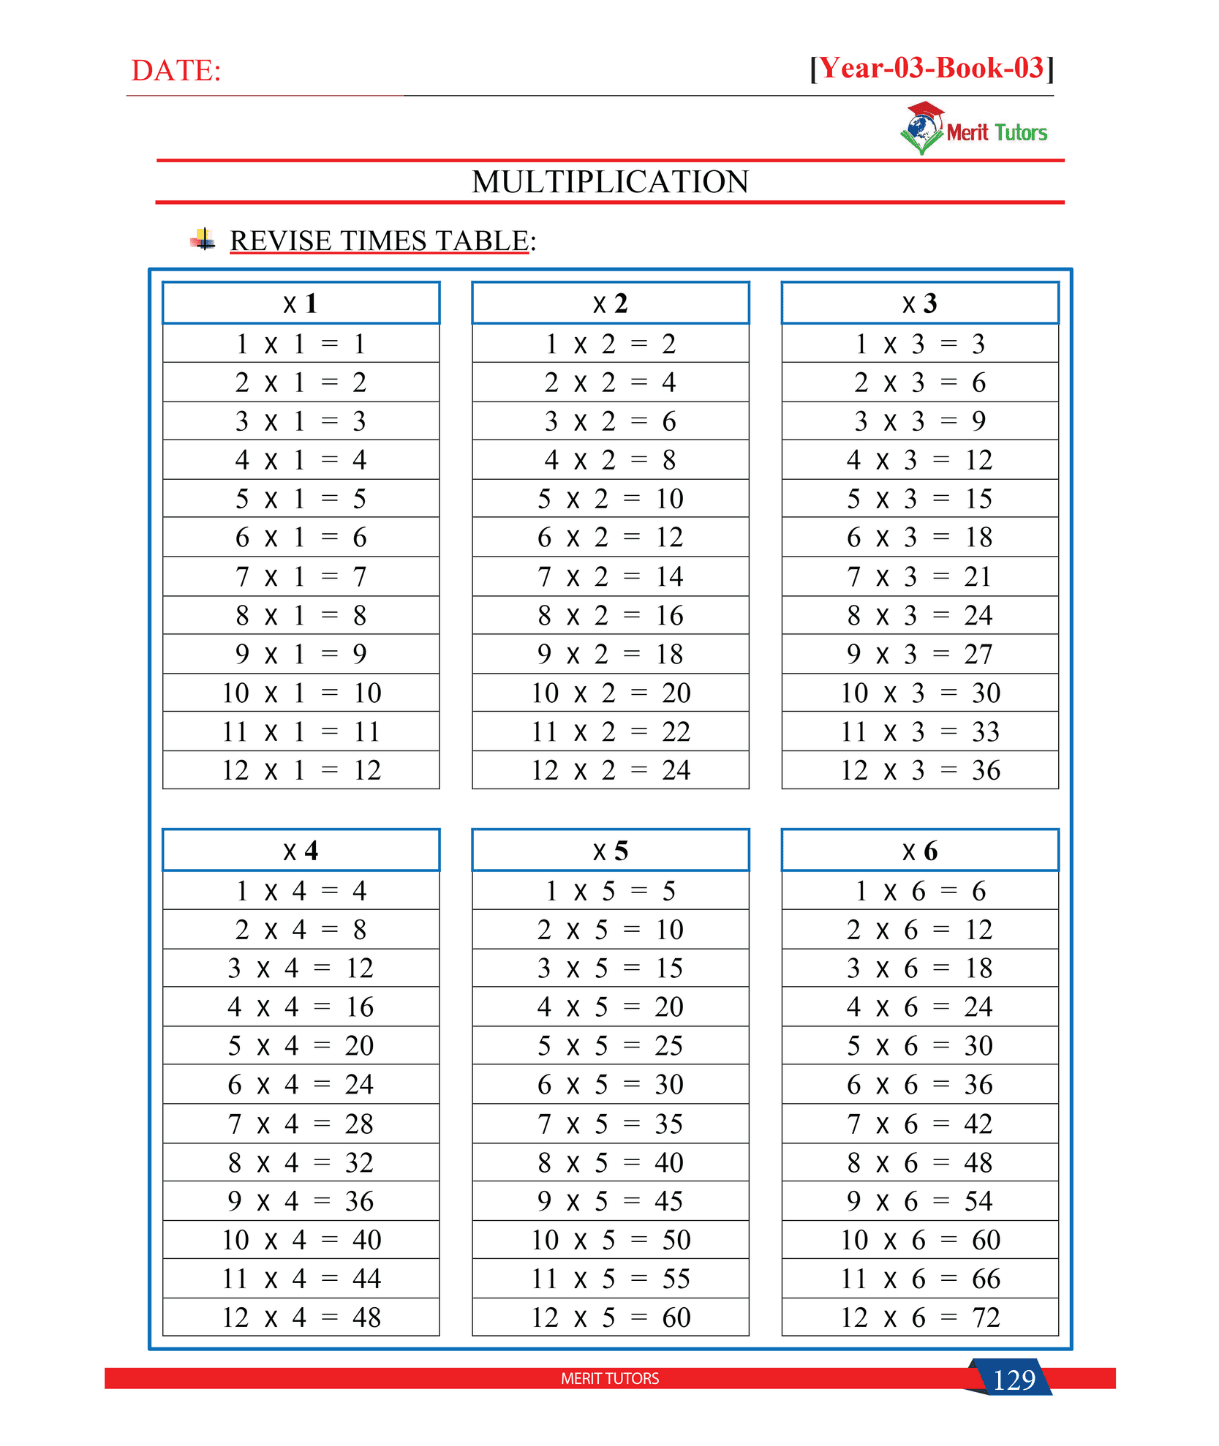 DATE:
[Year-03-Book-03]
Merit Tutors
MULTIPLICATION
REVISE TIMES TABLE:
X 1
1 X 1 = 1
2 X 1 = 2
3 X 1 = 3
4 X 1 = 4
5 X 1 = 5
6 X 1 = 6
7 X 1 = 7
8 X 1 = 8
9 X 1 = 9
10 X 1 = 10
11 X 1 = 11
12 X 1 = 12
X 2
1 X 2 = 2
2 X 2 = 4
3 X 2 = 6
4 X 2 = 8
5 X 2 = 10
6 X 2 = 12
7 X 2 = 14
8 X 2 = 16
9 X 2 = 18
10 X 2 = 20
11 X 2 = 22
12 X 2 = 24
X 3
1 X 3 = 3
2 X 3 = 6
3 X 3 = 9
4 X 3 = 12
5 X 3 = 15
6 X 3 = 18
7 X 3 = 21
8 X 3 = 24
9 X 3 = 27
10 X 3 = 30
11 X 3 = 33
12 X 3 = 36
X 4
1 X 4 = 4
2 X 4 = 8
3 X 4 = 12
4 X 4 = 16
5 X 4 = 20
6 X 4 = 24
7 X 4 = 28
8 X 4 = 32
9 X 4 = 36
10 X 4 = 40
11 X 4 = 44
12 X 4 = 48
X 5
1 X 5 = 5
2 X 5 = 10
3 X 5 = 15
4 X 5 = 20
5 X 5 = 25
6 X 5 = 30
7 X 5 = 35
8 X 5 = 40
9 X 5 = 45
10 X 5 = 50
11 X 5 = 55
12 X 5 = 60
X 6
1 X 6 = 6
2 X 6 = 12
3 X 6 = 18
4 X 6 = 24
5 X 6 = 30
6 X 6 = 36
7 X 6 = 42
8 X 6 = 48
9 X 6 = 54
10 X 6 = 60
11 X 6 = 66
12 X 6 = 72
MERIT TUTORS
129